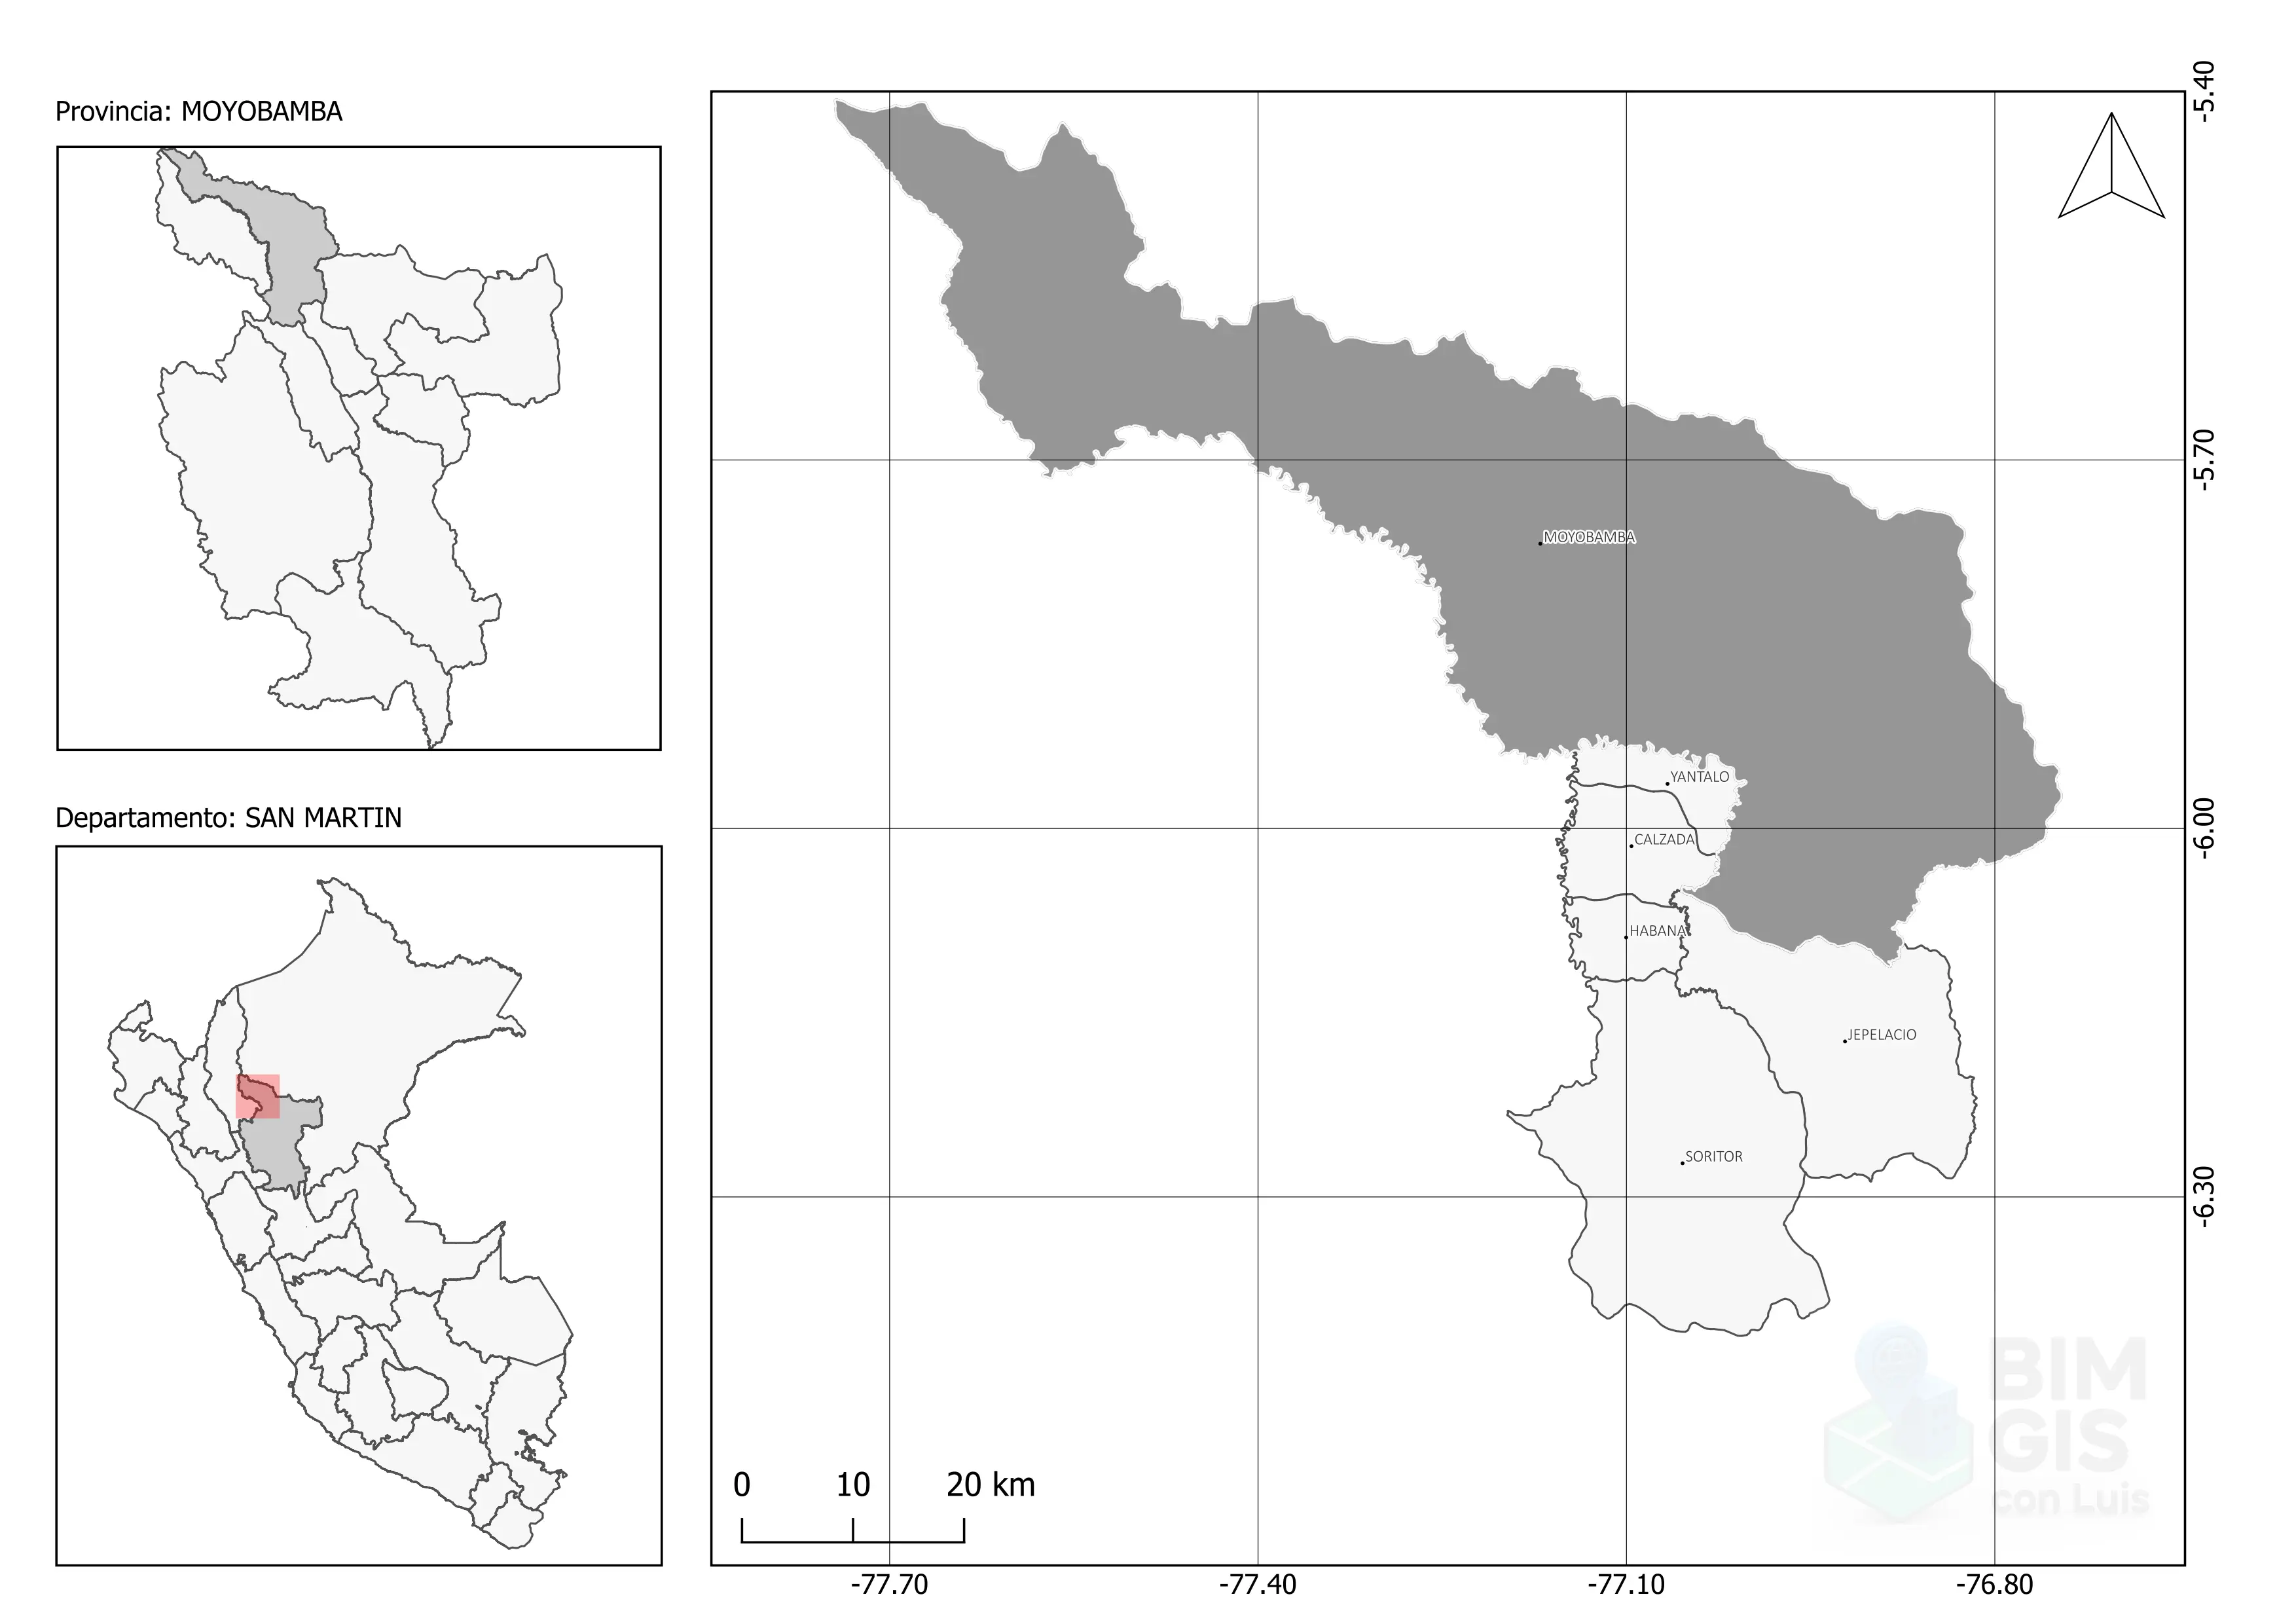 Provincia: MOYOBAMBA
Departamento: SAN MARTIN
-5.40
-5.70
-6.00
-6.30
MOYOBAMBA
YANTALO
CALZADA
HABANA
JEPELACIO
SORITOR
BIM
GIS
con Luis
0 10 20 km
-77.70 -77.40 -77.10 -76.80